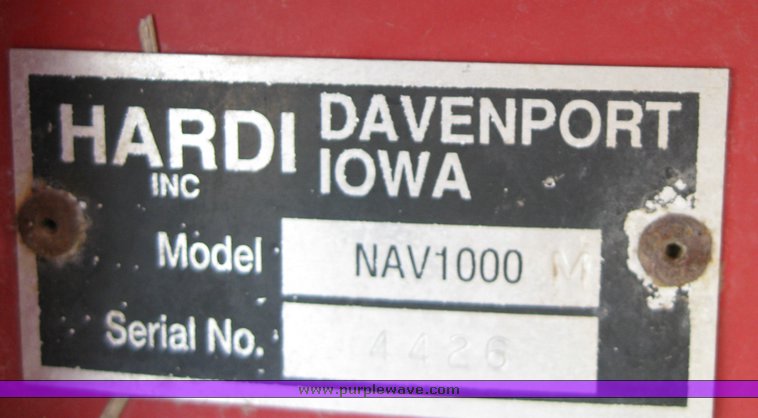 HARDI INC
DAVENPORT
IOWA
Model NAV1000 M
Serial No. 4426
www.purplewave.com